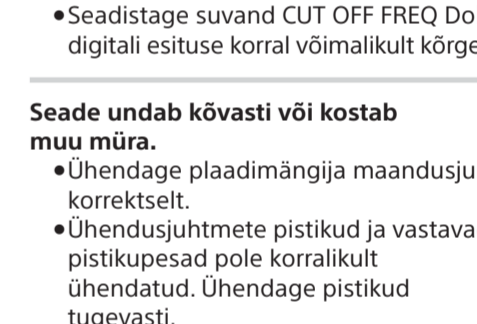 •Seadistage suvand CUT OFF FREQ Do
digitali esituse korral võimalikult kõrge
Seade undab kõvasti või kostab
muu müra.
•Ühendage plaadimängija maandusju
korrektselt.
•Ühendusjuhtmete pistikud ja vastava
pistikupesad pole korralikult
ühendatud. Ühendage pistikud
tugevasti.